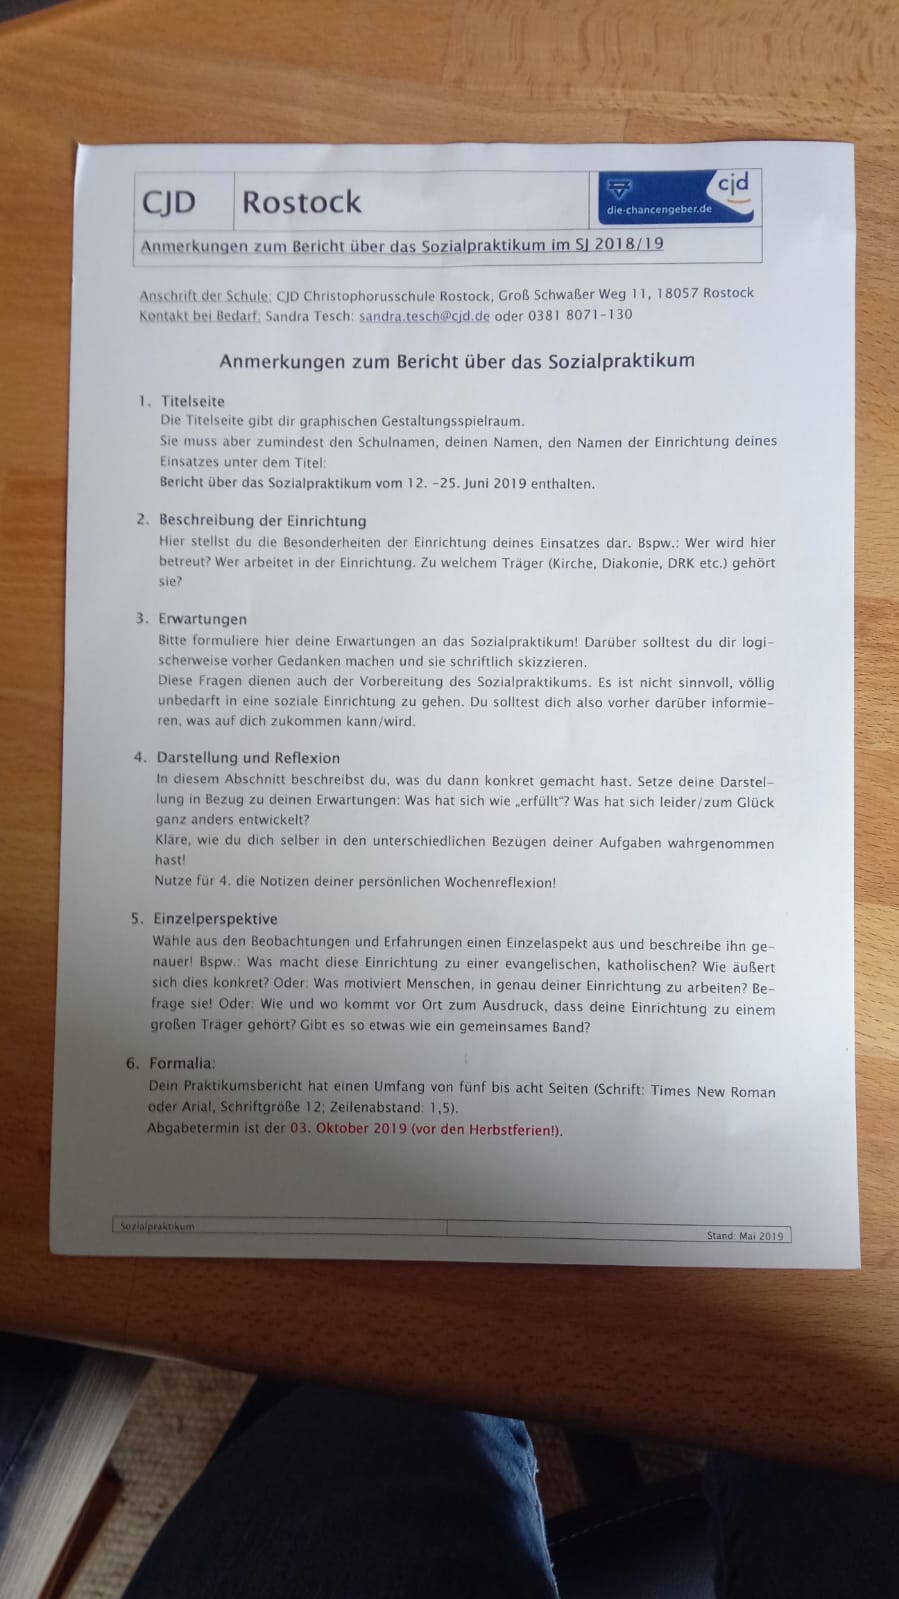 CJD Rostock
cjd
die-chancengeber.de
Anmerkungen zum Bericht über das Sozialpraktikum im SJ 2018/19
Anschrift der Schule: CJD Christophorusschule Rostock, Groß Schwaßer Weg 11, 18057 Rostock
Kontakt bei Bedarf: Sandra Tesch: sandra.tesch@cjd.de oder 0381 8071-130
Anmerkungen zum Bericht über das Sozialpraktikum
1. Titelseite
Die Titelseite gibt dir graphischen Gestaltungsspielraum.
Sie muss aber zumindest den Schulnamen, deinen Namen, den Namen der Einrichtung deines
Einsatzes unter dem Titel:
Bericht über das Sozialpraktikum vom 12. -25. Juni 2019 enthalten.
2. Beschreibung der Einrichtung
Hier stellst du die Besonderheiten der Einrichtung deines Einsatzes dar. Bspw.: Wer wird hier
betreut? Wer arbeitet in der Einrichtung. Zu welchem Träger (Kirche, Diakonie, DRK etc.) gehört
sie?
3. Erwartungen
Bitte formuliere hier deine Erwartungen an das Sozialpraktikum! Darüber solltest du dir logi-
scherweise vorher Gedanken machen und sie schriftlich skizzieren.
Diese Fragen dienen auch der Vorbereitung des Sozialpraktikums. Es ist nicht sinnvoll, völlig
unbedarft in eine soziale Einrichtung zu gehen. Du solltest dich also vorher darüber informie-
ren, was auf dich zukommen kann/wird.
4. Darstellung und Reflexion
In diesem Abschnitt beschreibst du, was du dann konkret gemacht hast. Setze deine Darstel-
lung in Bezug zu deinen Erwartungen: Was hat sich wie „erfüllt“? Was hat sich leider/zum Glück
ganz anders entwickelt?
Kläre, wie du dich selber in den unterschiedlichen Bezügen deiner Aufgaben wahrgenommen
hast!
Nutze für 4. die Notizen deiner persönlichen Wochenreflexion!
5. Einzelperspektive
Wähle aus den Beobachtungen und Erfahrungen einen Einzelaspekt aus und beschreibe ihn ge-
nauer! Bspw.: Was macht diese Einrichtung zu einer evangelischen, katholischen? Wie äußert
sich dies konkret? Oder: Was motiviert Menschen, in genau deiner Einrichtung zu arbeiten? Be-
frage sie! Oder: Wie und wo kommt vor Ort zum Ausdruck, dass deine Einrichtung zu einem
großen Träger gehört? Gibt es so etwas wie ein gemeinsames Band?
6. Formalia:
Dein Praktikumsbericht hat einen Umfang von fünf bis acht Seiten (Schrift: Times New Roman
oder Arial, Schriftgröße 12; Zeilenabstand: 1,5).
Abgabetermin ist der 03. Oktober 2019 (vor den Herbstferien!).
Sozialpraktikum
Stand: Mai 2019